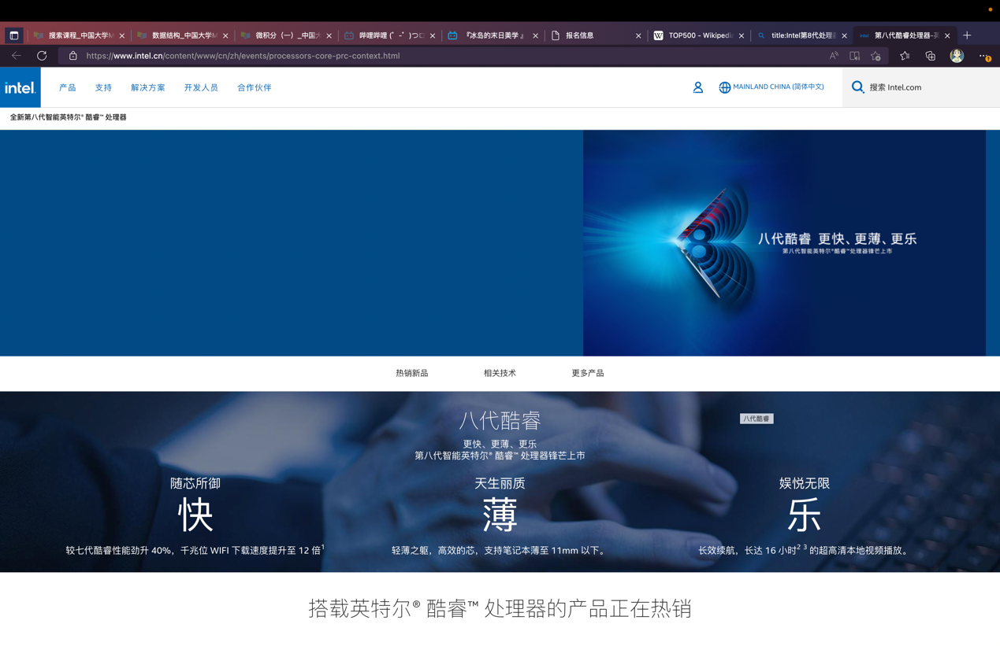 搜索课程_中国大学M
数据结构_中国大学M
微积分（一）_中国大
哔哩哔哩 (゜-゜)つロ
『冰岛的末日美学 』
报名信息
TOP500 - Wikipedia
title:Intel第8代处理器
第八代酷睿处理器-英
https://www.intel.cn/content/www/cn/zh/events/processors-core-prc-context.html
intel.
产品
支持
解决方案
开发人员
合作伙伴
MAINLAND CHINA (简体中文)
搜索 Intel.com
全新第八代智能英特尔® 酷睿™ 处理器
八代酷睿 更快、更薄、更乐
第八代智能英特尔®酷睿™处理器锋芒上市
热销新品
相关技术
更多产品
八代酷睿
八代酷睿
更快、更薄、更乐
第八代智能英特尔® 酷睿™ 处理器锋芒上市
随芯所御
快
较七代酷睿性能劲升 40%，千兆位 WIFI 下载速度提升至 12 倍1
天生丽质
薄
轻薄之躯，高效的芯，支持笔记本薄至 11mm 以下。
娱悦无限
乐
长效续航，长达 16 小时2 3 的超高清本地视频播放。
搭载英特尔® 酷睿™ 处理器的产品正在热销